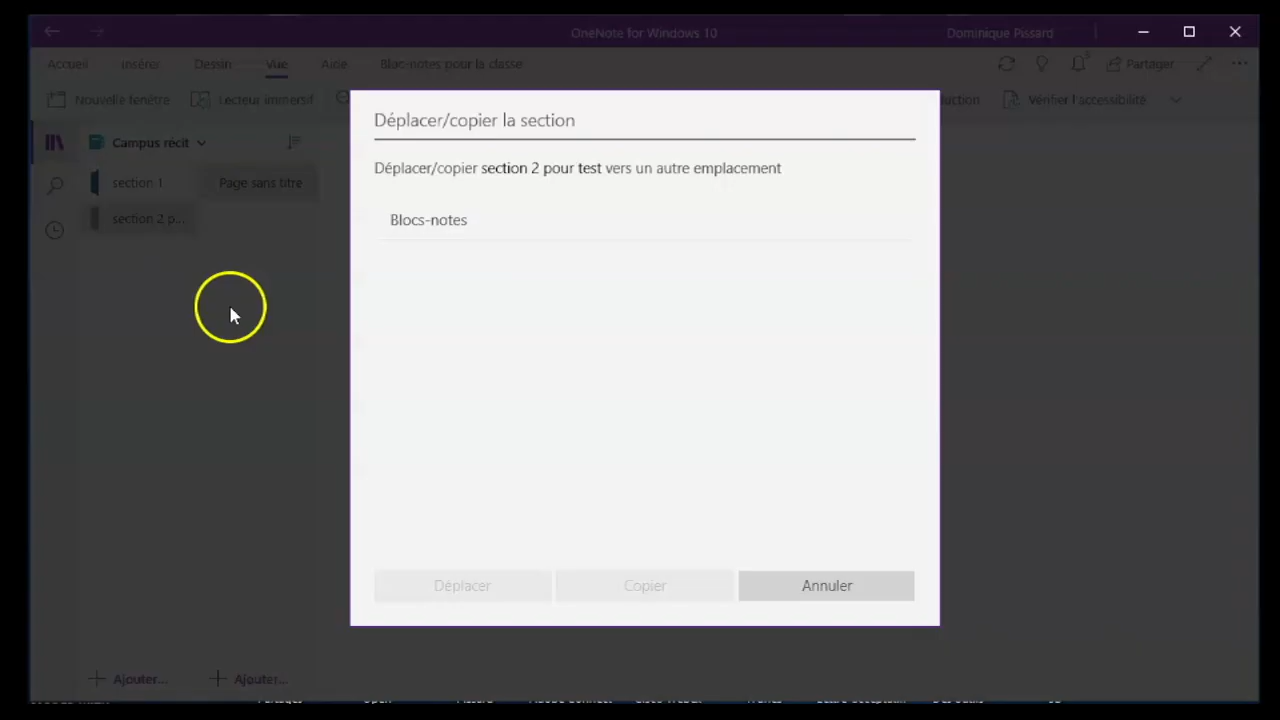 OneNote for Windows 10
Dominique Pissard
Accueil Insérer Dessin Vue Aide Bloc-notes pour la classe Partager
Nouvelle fenêtre Lecteur immersif Vérifier l'accessibilité
Déplacer/copier la section
Campus récit
Déplacer/copier section 2 pour test vers un autre emplacement
section 1 Page sans titre
section 2 p...
Blocs-notes
Déplacer Copier Annuler
Ajouter... Ajouter...